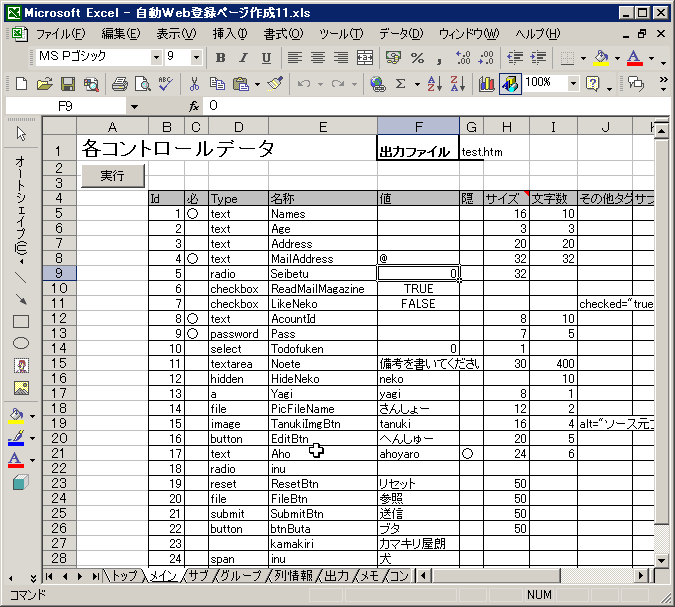 Microsoft Excel - 自動Web登録ページ作成11.xls
ファイル(F) 編集(E) 表示(V) 挿入(I) 書式(O) ツール(T) データ(D) ウィンドウ(W) ヘルプ(H)
MS Pゴシック 9 B I U % ,
Σ 100%
F9 fx 0
A B C D E F G H I J K
オートシェイプ(U)
1 各コントロールデータ 出力ファイル test.htm
2 実行
3
4 Id 必 Type 名称 値 隠 サイズ 文字数 その他タグ サブ
5 1 ○ text Names 16 10
6 2 text Age 3 3
7 3 text Address 20 20
8 4 ○ text MailAddress @ 32 32
9 5 radio Seibetu 0 32
10 6 checkbox ReadMailMagazine TRUE
11 7 checkbox LikeNeko FALSE checked="true
12 8 ○ text AcountId 8 10
13 9 ○ password Pass 7 5
14 10 select Todofuken 0 1
15 11 textarea Noete 備考を書いてください 30 400
16 12 hidden HideNeko neko 10
17 13 a Yagi yagi 8 1
18 14 file PicFileName さんしょー 12 2
19 15 image TanukiImgBtn tanuki 16 4 alt="ソース元フ
20 16 button EditBtn へんしゅー 20 5
21 17 text Aho ahoyaro ○ 24 6
22 18 radio inu
23 19 reset ResetBtn リセット 50
24 20 file FileBtn 参照 50
25 21 submit SubmitBtn 送信 50
26 22 button btnButa ブタ 50
27 23 kamakiri カマキリ屋朗
28 24 span inu 犬
トップ メイン サブ グループ 列情報 出力 メモ コン
コマンド NUM